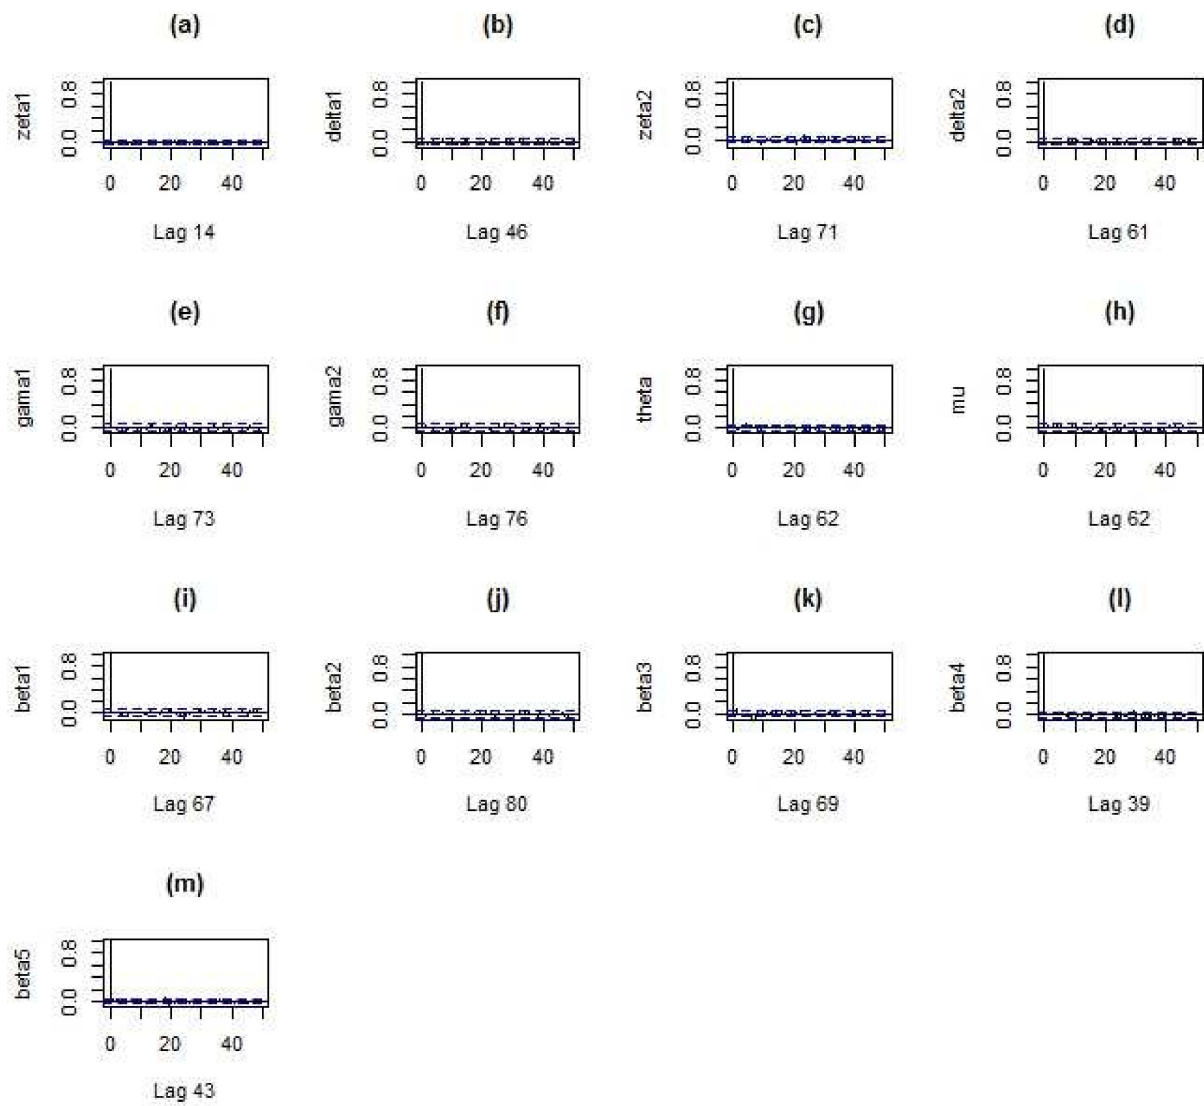 (a) (b) (c) (d)
zeta1 0.0 0.8 delta1 0.0 0.8 zeta2 0.0 0.8 delta2 0.0 0.8
0 20 40 0 20 40 0 20 40 0 20 40
Lag 14 Lag 46 Lag 71 Lag 61
(e) (f) (g) (h)
gama1 0.0 0.8 gama2 0.0 0.8 theta 0.0 0.8 mu 0.0 0.8
0 20 40 0 20 40 0 20 40 0 20 40
Lag 73 Lag 76 Lag 62 Lag 62
(i) (j) (k) (l)
beta1 0.0 0.8 beta2 0.0 0.8 beta3 0.0 0.8 beta4 0.0 0.8
0 20 40 0 20 40 0 20 40 0 20 40
Lag 67 Lag 80 Lag 69 Lag 39
(m)
beta5 0.0 0.8
0 20 40
Lag 43